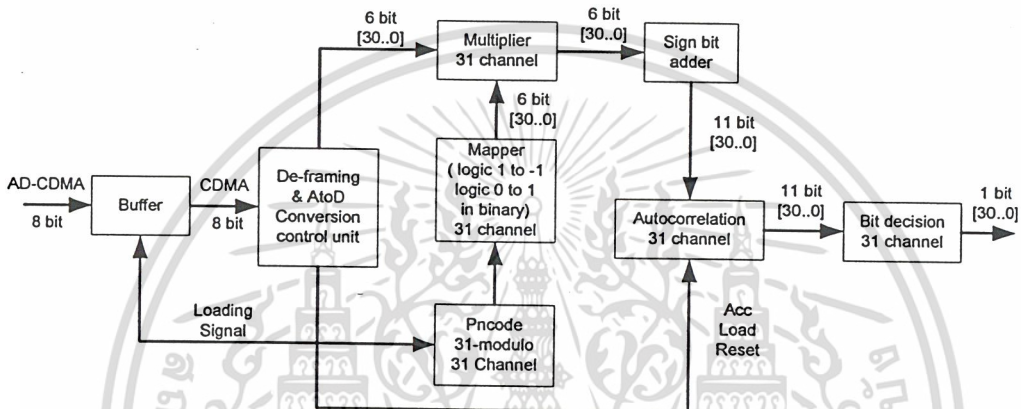 6 bit
[30..0]
Multiplier
31 channel
6 bit
[30..0]
Sign bit
adder
6 bit
[30..0]
11 bit
[30..0]
AD-CDMA
8 bit
Buffer
CDMA
8 bit
De-framing
& AtoD
Conversion
control unit
Mapper
( logic 1 to -1
logic 0 to 1
in binary)
31 channel
Autocorrelation
31 channel
11 bit
[30..0]
Bit decision
31 channel
1 bit
[30..0]
Loading
Signal
Pncode
31-modulo
31 Channel
Acc
Load
Reset